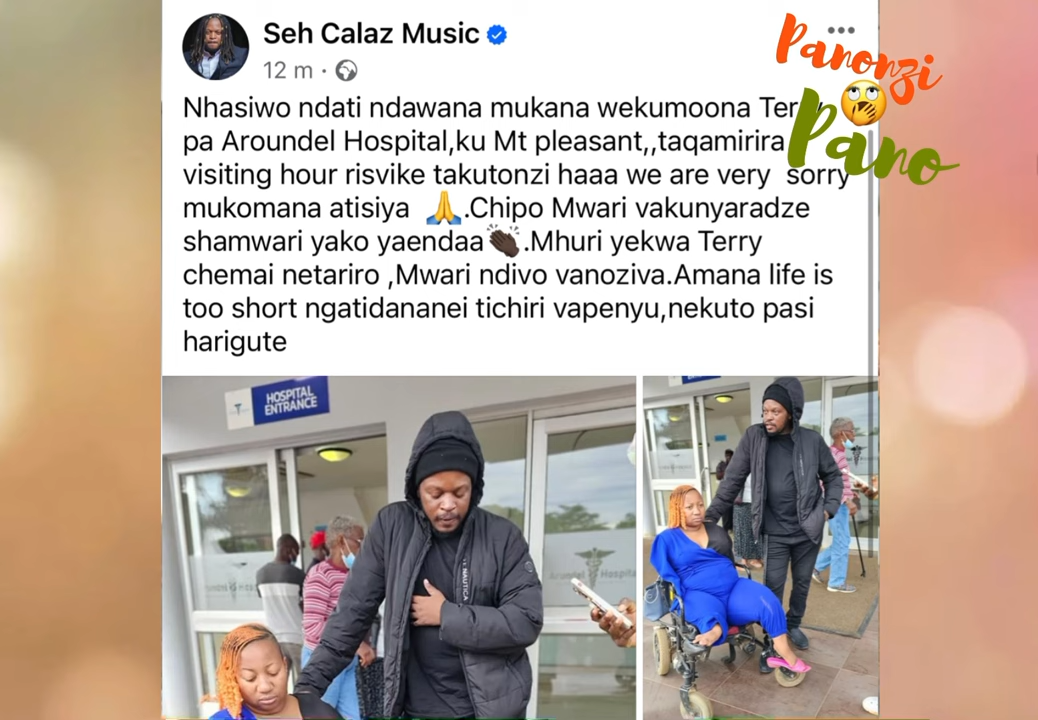 Seh Calaz Music
12 m
Panonzi
Pano
Nhasiwo ndati ndawana mukana wekumoona
pa Aroundel Hospital,ku Mt pleasant,,taqamirira
visiting hour risvike takutonzi haaa we are very sorry
mukomana atisiya 🙏.Chipo Mwari vakunyaradze
shamwari yako yaendaa👏🏿.Mhuri yekwa Terry
chemai netariro ,Mwari ndivo vanoziva.Amana life is
too short ngatidananei tichiri vapenyu,nekuto pasi
harigute
HOSPITAL
ENTRANCE
NAUTICA
Arundel Hospital